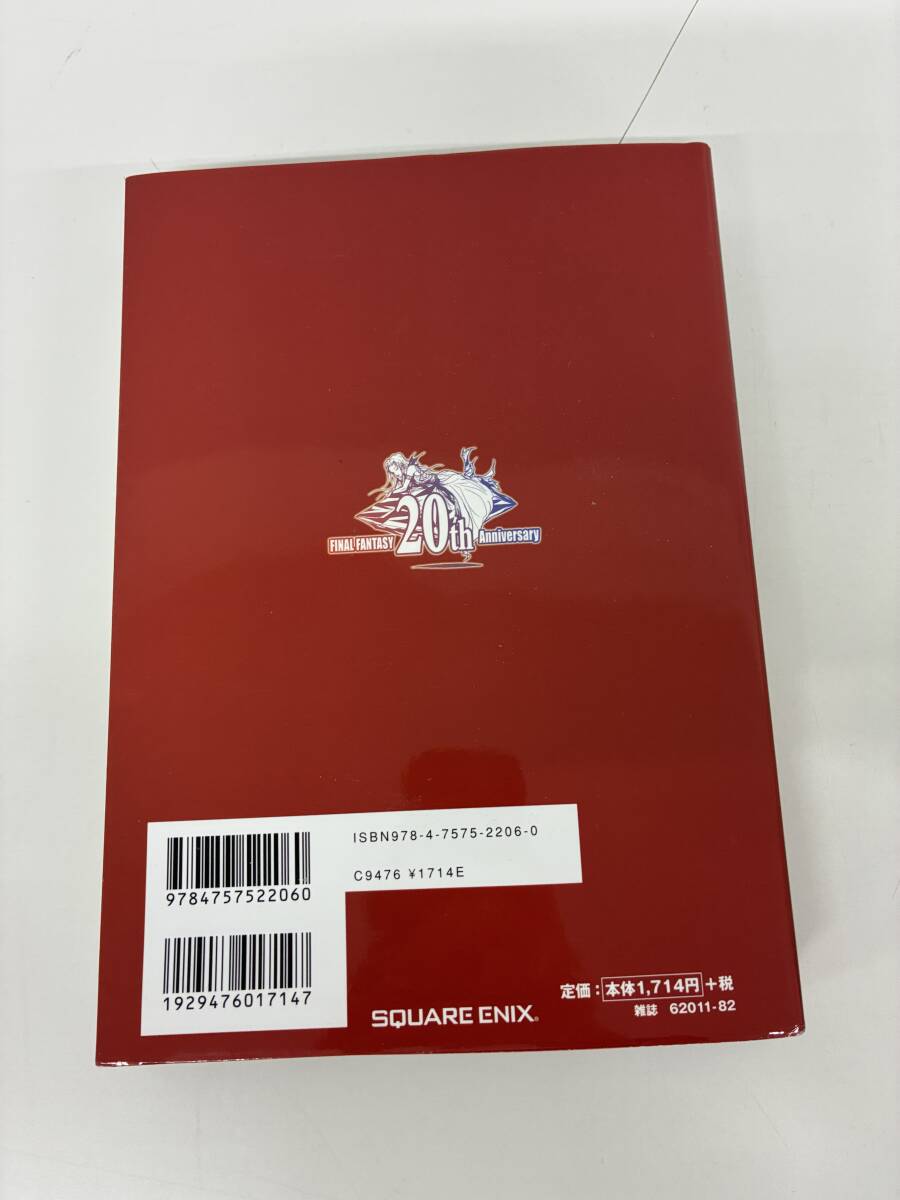 FINAL FANTASY 20th Anniversary
ISBN978-4-7575-2206-0
C9476 ¥1714E
9784757522060
1929476017147
定価：本体1,714円＋税
雑誌 62011-82
SQUARE ENIX®